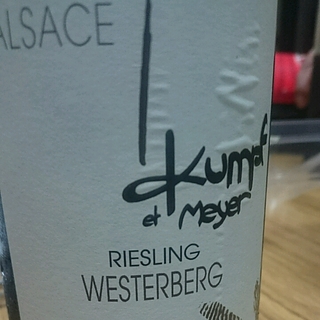 ALSACE
Kumpf
et Meyer
RIESLING
WESTERBERG